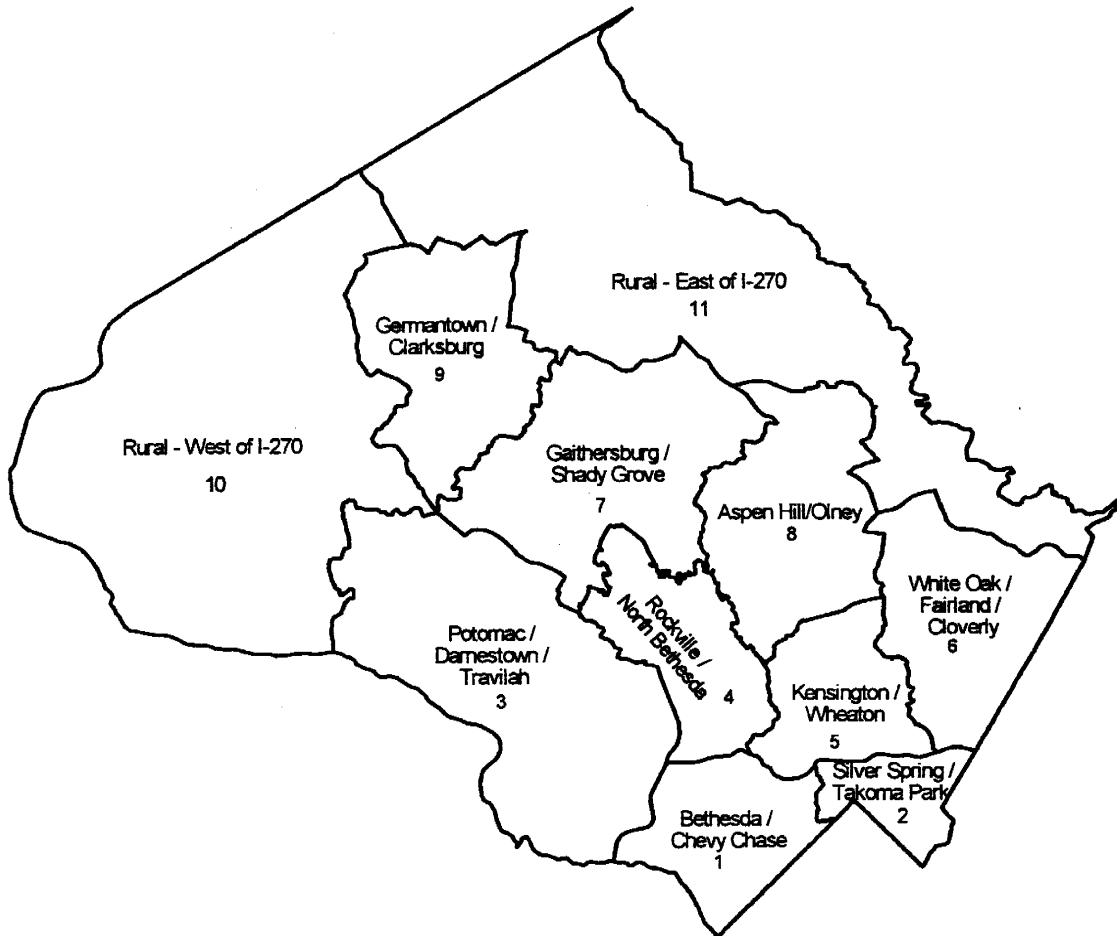 Rural - East of I-270
11
Germantown /
Clarksburg
9
Rural - West of I-270
10
Gaithersburg /
Shady Grove
7
Aspen Hill/Olney
8
White Oak /
Fairland /
Cloverly
6
Rockville /
North Bethesda
4
Potomac /
Darnestown /
Travilah
3
Kensington /
Wheaton
5
Silver Spring /
Takoma Park
2
Bethesda /
Chevy Chase
1